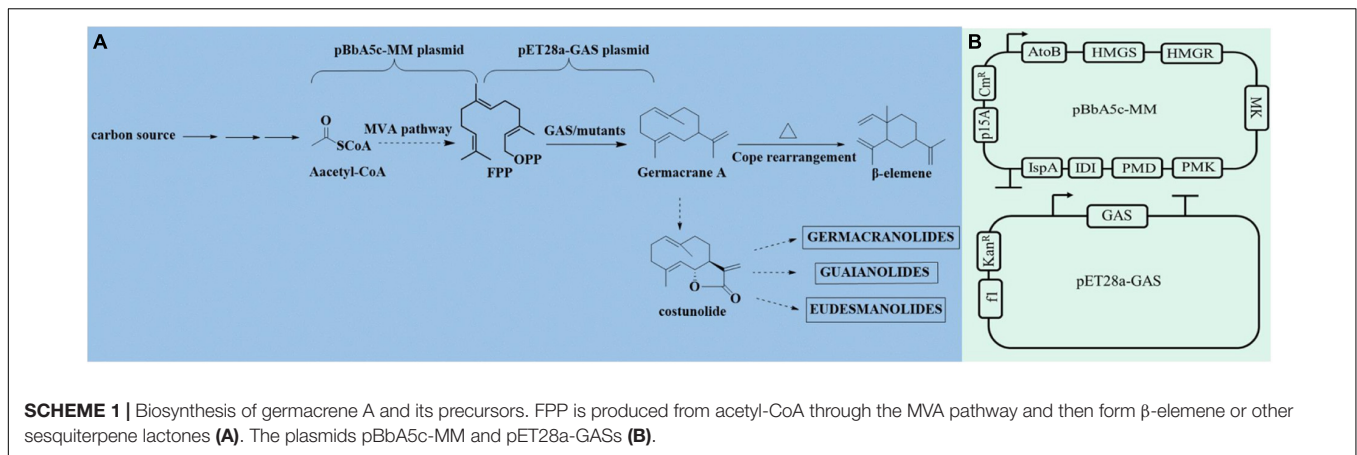 A
pBbA5c-MM plasmid
pET28a-GAS plasmid
carbon source
O
SCoA
Aacetyl-CoA
MVA pathway
OPP
FPP
GAS/mutants
Germacrane A
△
Cope rearrangement
β-elemene
O
O
costunolide
GERMACRANOLIDES
GUAIANOLIDES
EUDESMANOLIDES
B
AtoB
HMGS
HMGR
CmR
p15A
pBbA5c-MM
MK
IspA
IDI
PMD
PMK
GAS
KanR
f1
pET28a-GAS
SCHEME 1 | Biosynthesis of germacrene A and its precursors. FPP is produced from acetyl-CoA through the MVA pathway and then form β-elemene or other
sesquiterpene lactones (A). The plasmids pBbA5c-MM and pET28a-GASs (B).